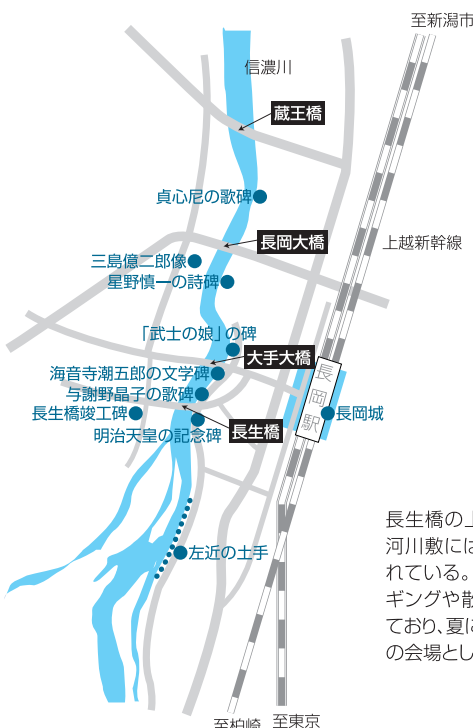 至新潟市
信濃川
蔵王橋
貞心尼の歌碑
長岡大橋
上越新幹線
三島億二郎像
星野慎一の詩碑
「武士の娘」の碑
大手大橋
海音寺潮五郎の文学碑
与謝野晶子の歌碑
長岡駅
長生橋竣工碑
長岡城
明治天皇の記念碑
長生橋
左近の土手
長生橋の上
河川敷には
れている。
ギングや散
ており、夏に
の会場とし
至柏崎
至東京